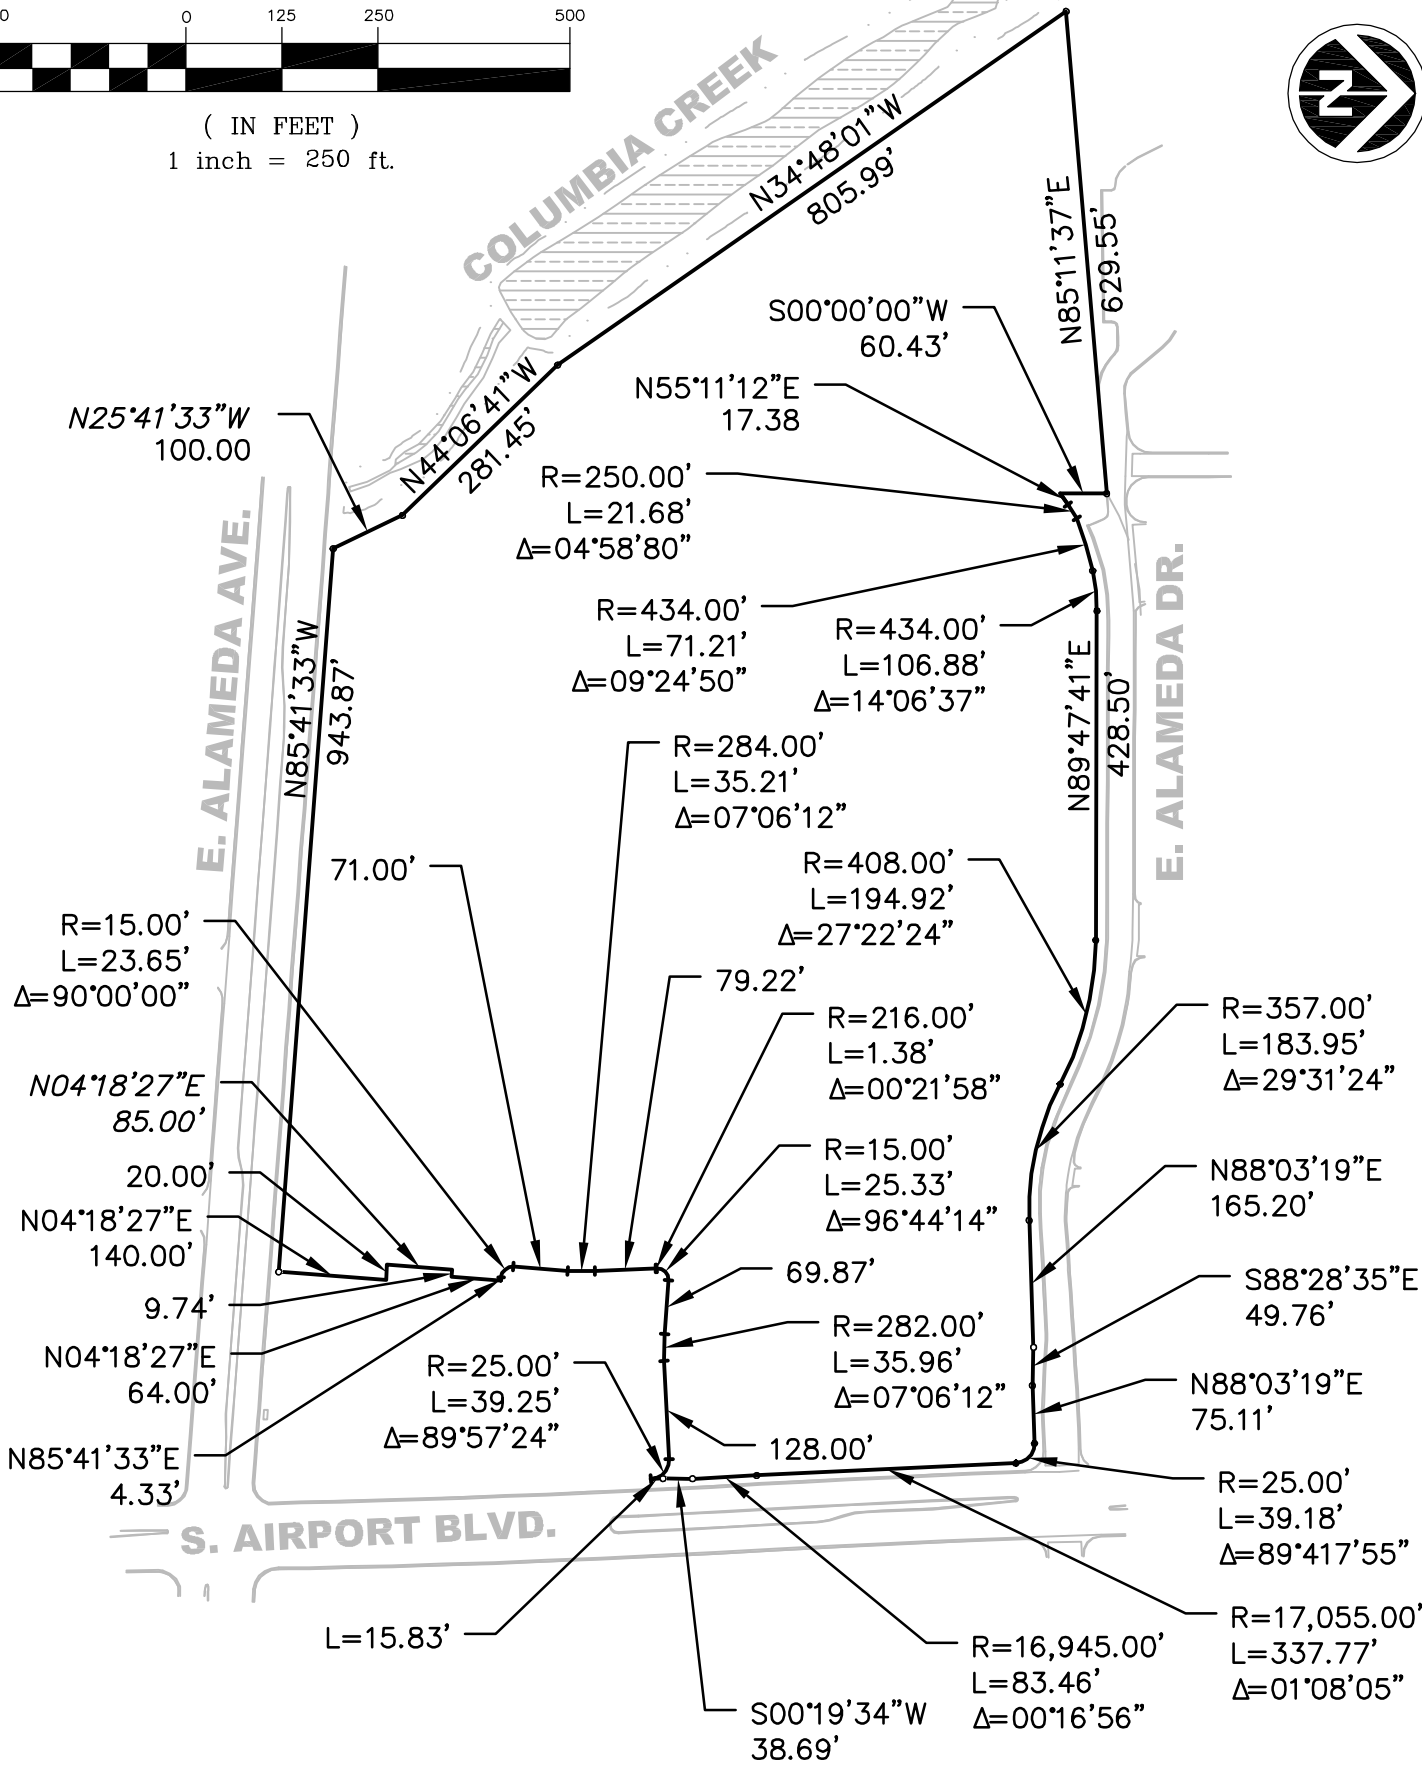 0
0
125
250
500
( IN FEET )
1 inch = 250 ft.
N
COLUMBIA CREEK
N34°48'01"W
805.99'
N85°11'37"E
629.55'
S00°00'00"W
60.43'
N55°11'12"E
17.38
N25°41'33"W
100.00
N44°06'41"W
281.45'
R=250.00'
L=21.68'
Δ=04°58'80"
E. ALAMEDA AVE.
R=434.00'
L=71.21'
Δ=09°24'50"
R=434.00'
L=106.88'
Δ=14°06'37"
N85°41'33"W
943.87'
N89°47'41"E
428.50'
E. ALAMEDA DR.
R=284.00'
L=35.21'
Δ=07°06'12"
71.00'
R=408.00'
L=194.92'
Δ=27°22'24"
R=15.00'
L=23.65'
Δ=90°00'00"
79.22'
R=216.00'
L=1.38'
Δ=00°21'58"
R=357.00'
L=183.95'
Δ=29°31'24"
N04°18'27"E
85.00'
R=15.00'
L=25.33'
Δ=96°44'14"
20.00'
N88°03'19"E
165.20'
N04°18'27"E
140.00'
69.87'
S88°28'35"E
49.76'
9.74'
N04°18'27"E
64.00'
R=282.00'
L=35.96'
Δ=07°06'12"
R=25.00'
L=39.25'
Δ=89°57'24"
N88°03'19"E
75.11'
128.00'
N85°41'33"E
4.33'
R=25.00'
L=39.18'
Δ=89°417'55"
S. AIRPORT BLVD.
L=15.83'
R=17,055.00'
L=337.77'
Δ=01°08'05"
R=16,945.00'
L=83.46'
Δ=00°16'56"
S00°19'34"W
38.69'